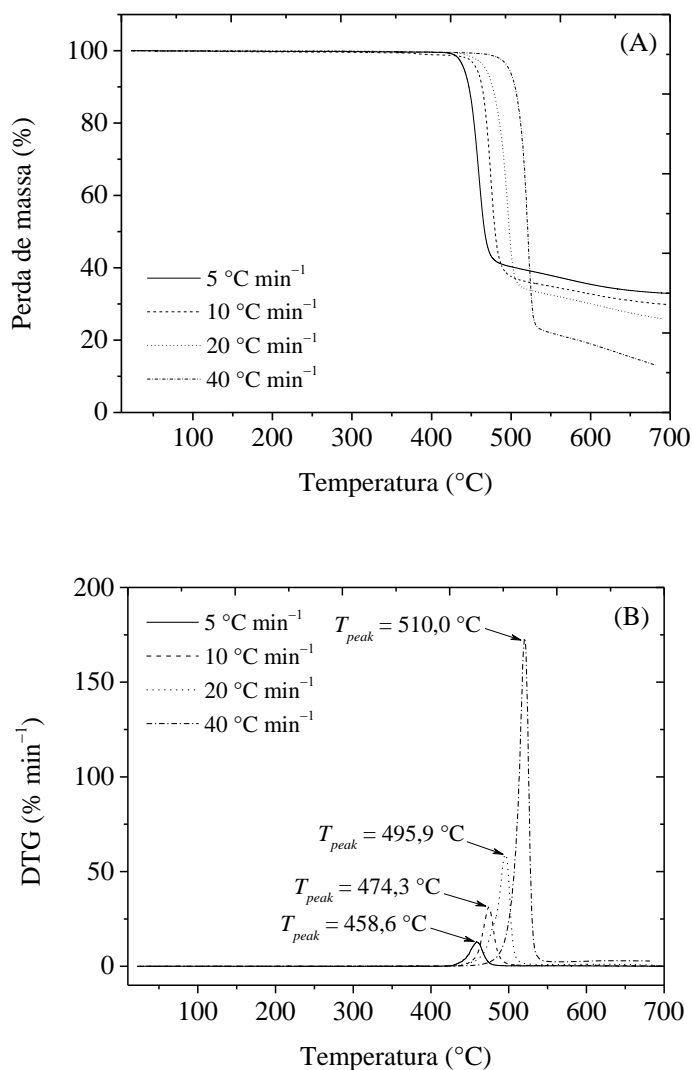 (A)
100
80
60
40
20
0
Perda de massa (%)
5 °C min⁻¹
10 °C min⁻¹
20 °C min⁻¹
40 °C min⁻¹
100 200 300 400 500 600 700
Temperatura (°C)
(B)
200
150
100
50
0
DTG (% min⁻¹)
5 °C min⁻¹
10 °C min⁻¹
20 °C min⁻¹
40 °C min⁻¹
T_peak = 510,0 °C
T_peak = 495,9 °C
T_peak = 474,3 °C
T_peak = 458,6 °C
100 200 300 400 500 600 700
Temperatura (°C)